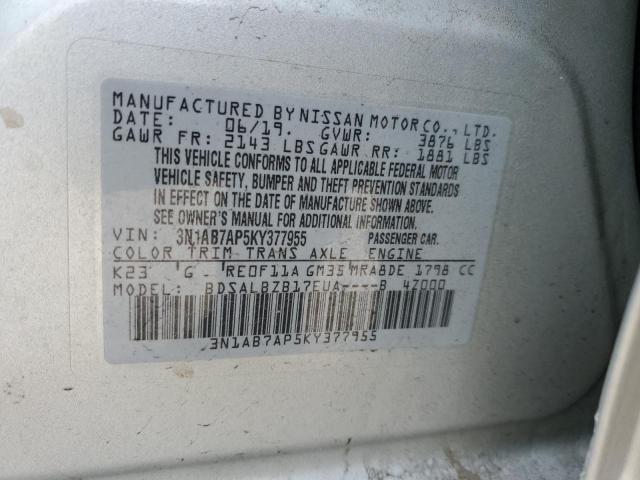 MANUFACTURED BY NISSAN MOTOR CO., LTD.
DATE: 06/19. GVWR: 3876 LBS
GAWR FR: 2143 LBS GAWR RR: 1881 LBS
THIS VEHICLE CONFORMS TO ALL APPLICABLE FEDERAL MOTOR
VEHICLE SAFETY, BUMPER AND THEFT PREVENTION STANDARDS
IN EFFECT ON THE DATE OF MANUFACTURE SHOWN ABOVE.
SEE OWNER'S MANUAL FOR ADDITIONAL INFORMATION.
VIN: 3N1AB7AP5KY377955 PASSENGER CAR.
COLOR TRIM TRANS AXLE ENGINE
K23 G RE0F11A GM35 MRA8DE 1798 CC
MODEL: BDSALBZB17EUA----B 4Z000
3N1AB7AP5KY377955